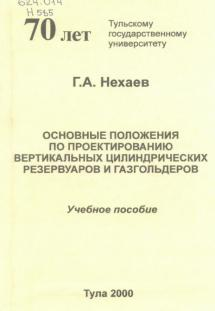 624.014
Н 565
70 лет
Тульскому
государственному
университету
Г.А. Нехаев
ОСНОВНЫЕ ПОЛОЖЕНИЯ
ПО ПРОЕКТИРОВАНИЮ
ВЕРТИКАЛЬНЫХ ЦИЛИНДРИЧЕСКИХ
РЕЗЕРВУАРОВ И ГАЗГОЛЬДЕРОВ
Учебное пособие
Тула 2000